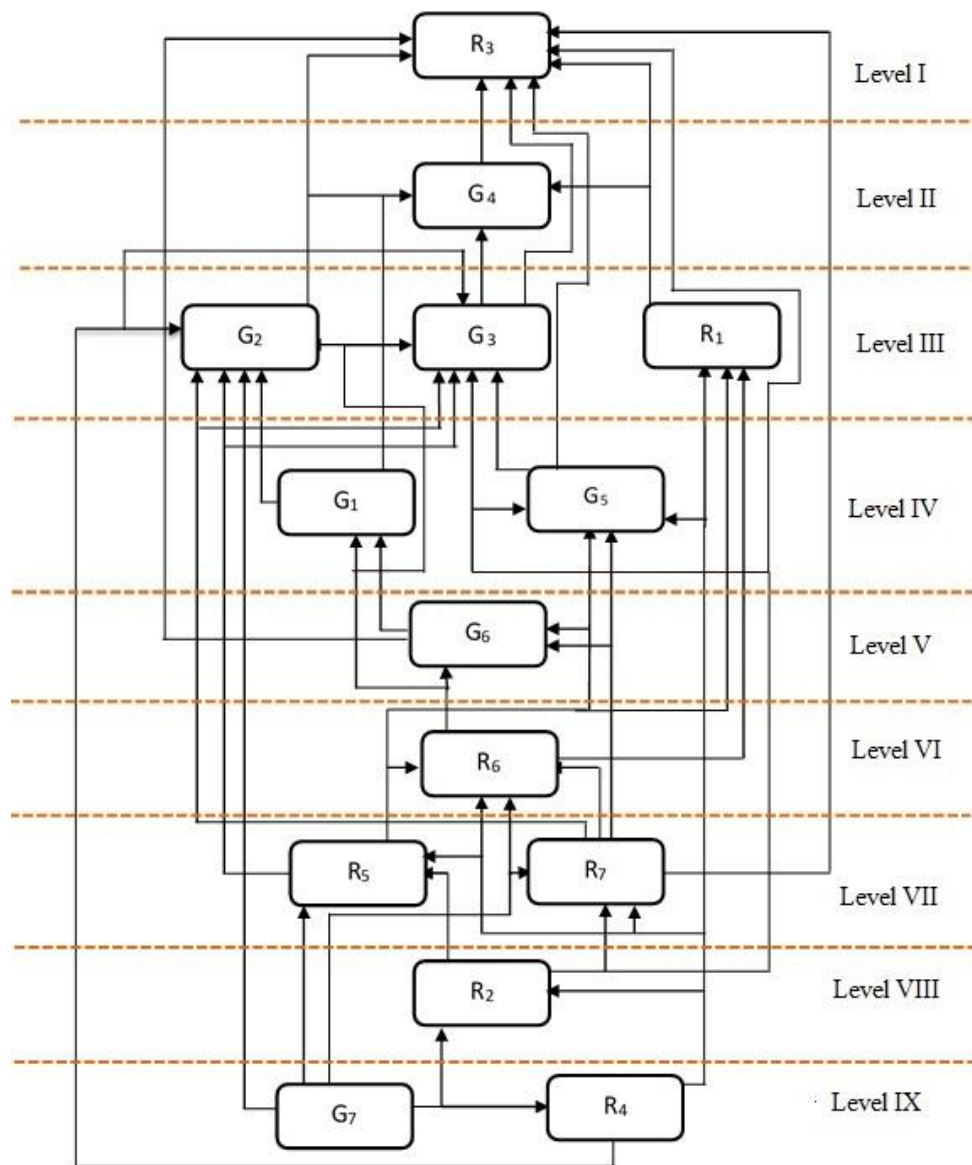 R3
Level I
G4
Level II
G2
G3
R1
Level III
G1
G5
Level IV
G6
Level V
R6
Level VI
R5
R7
Level VII
R2
Level VIII
G7
R4
Level IX